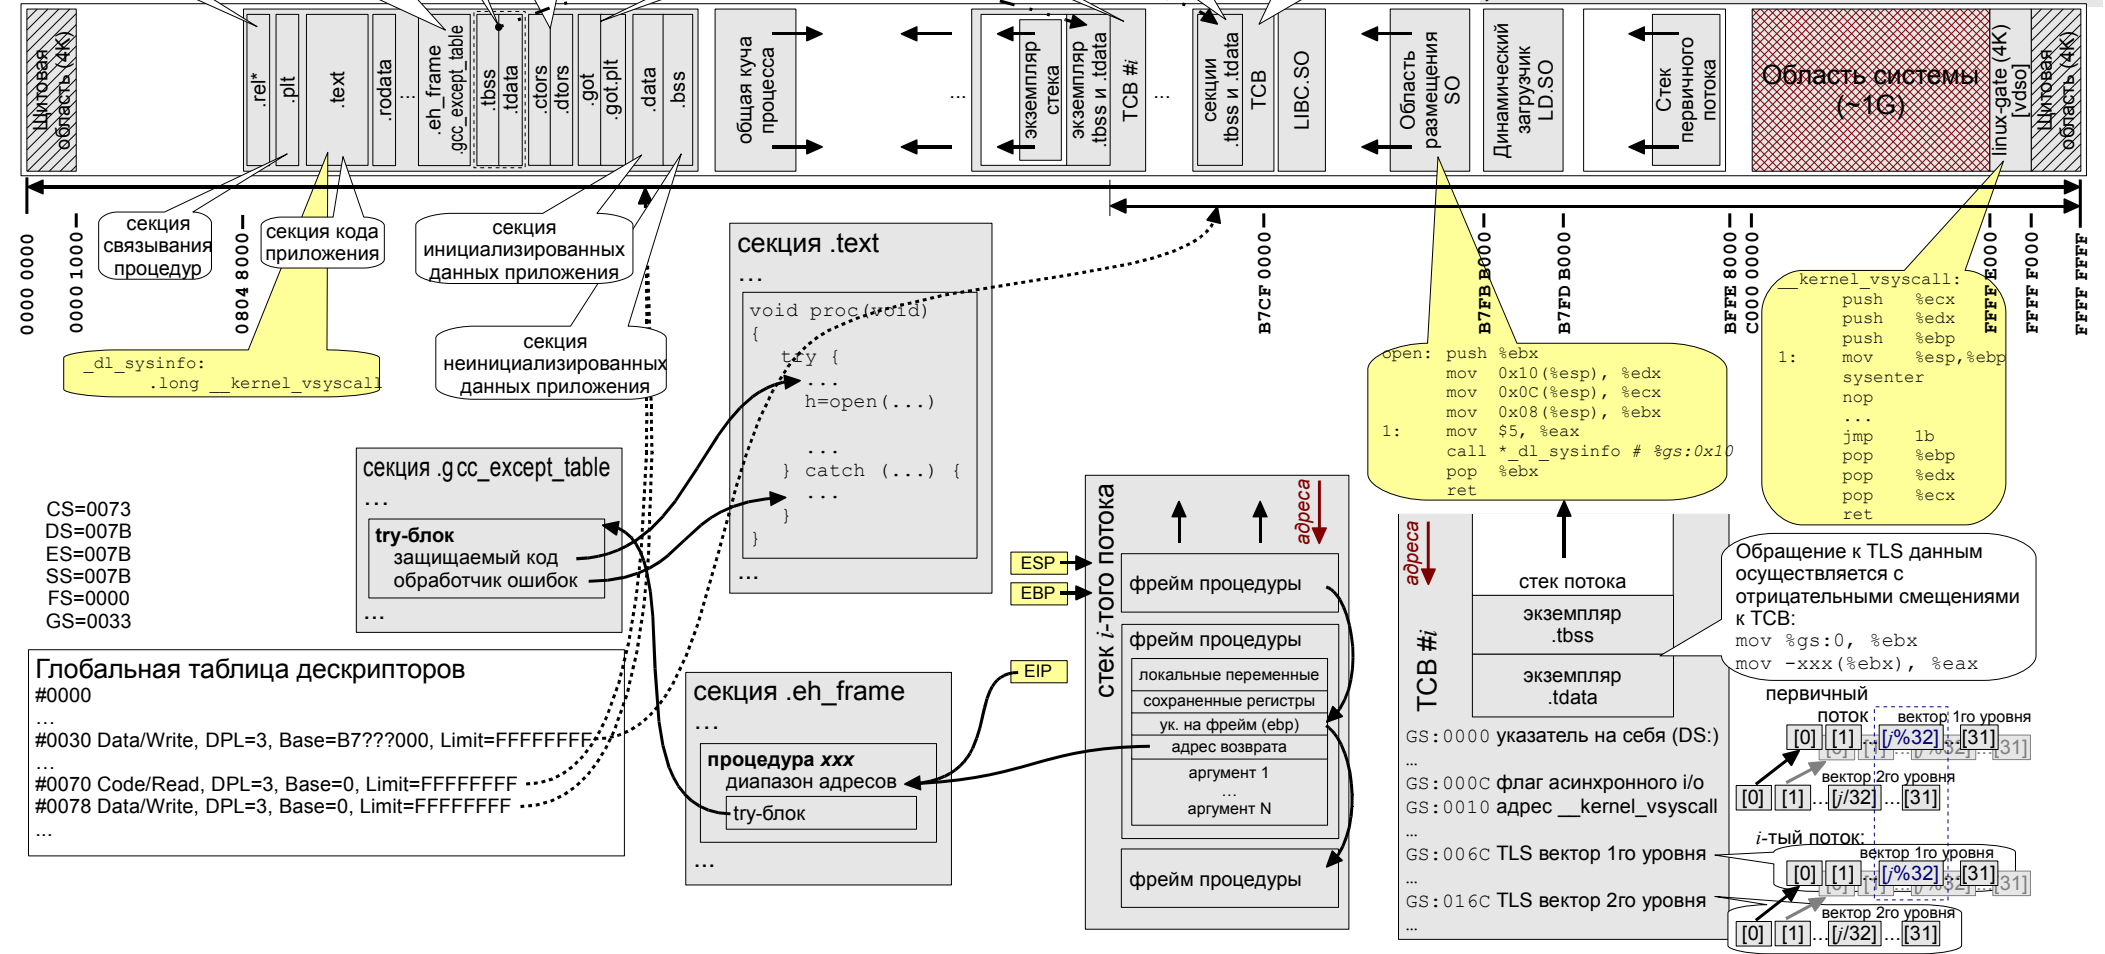 Щитовая
область (4K)
.rel*
.plt
.text
.rodata
...
.eh_frame
.gcc_except_table
.tbss
.tdata
.ctors
.dtors
.got
.got.plt
.data
.bss
общая куча
процесса
...
экземпляр
стека
экземпляр
.tbss и .tdata
TCB #i
...
секции
.tbss и .tdata
TCB
LIBC.SO
Область
размещения
SO
Динамический
загрузчик
LD.SO
Стек
первичного
потока
Область системы
(~1G)
linux-gate (4K)
[vdso]
Щитовая
область (4K)
0000 0000
0000 1000
0804 8000
B7CF 0000
B7FB B000
B7FD B000
BFFE 8000
C000 0000
FFFF E000
FFFF F000
FFFF FFFF
секция
связывания
процедур
секция кода
приложения
секция
инициализированных
данных приложения
секция
неинициализированных
данных приложения
_dl_sysinfo:
.long __kernel_vsyscall
секция .text
...
void proc(void)
{
try {
...
h=open(...)
...
} catch (...) {
...
}
}
...
open: push %ebx
mov 0x10(%esp), %edx
mov 0x0C(%esp), %ecx
mov 0x08(%esp), %ebx
1: mov $5, %eax
call *_dl_sysinfo # %gs:0x10
pop %ebx
ret
__kernel_vsyscall:
push %ecx
push %edx
push %ebp
1: mov %esp,%ebp
sysenter
nop
...
jmp 1b
pop %ebp
pop %edx
pop %ecx
ret
CS=0073
DS=007B
ES=007B
SS=007B
FS=0000
GS=0033
секция .gcc_except_table
...
try-блок
защищаемый код
обработчик ошибок
...
Глобальная таблица дескрипторов
#0000
...
#0030 Data/Write, DPL=3, Base=B7???000, Limit=FFFFFFFF
...
#0070 Code/Read, DPL=3, Base=0, Limit=FFFFFFFF
#0078 Data/Write, DPL=3, Base=0, Limit=FFFFFFFF
...
секция .eh_frame
...
процедура xxx
диапазон адресов
try-блок
...
ESP
EBP
EIP
стек i-того потока
адреса
фрейм процедуры
фрейм процедуры
локальные переменные
сохраненные регистры
ук. на фрейм (ebp)
адрес возврата
аргумент 1
...
аргумент N
фрейм процедуры
адреса
TCB #i
стек потока
экземпляр
.tbss
экземпляр
.tdata
GS:0000 указатель на себя (DS:)
...
GS:000C флаг асинхронного i/o
GS:0010 адрес __kernel_vsyscall
...
GS:006C TLS вектор 1го уровня
...
GS:016C TLS вектор 2го уровня
...
Обращение к TLS данным
осуществляется с
отрицательными смещениями
к TCB:
mov %gs:0, %ebx
mov -xxx(%ebx), %eax
первичный
поток
вектор 1го уровня
[0] [1] ... [j%32] ... [31]
[0] [1] ... [j%32] ... [31]
вектор 2го уровня
[0] [1] ... [j/32] ... [31]
i-тый поток:
вектор 1го уровня
[0] [1] ... [j%32] ... [31]
[0] [1] ... [j%32] ... [31]
вектор 2го уровня
[0] [1] ... [j/32] ... [31]